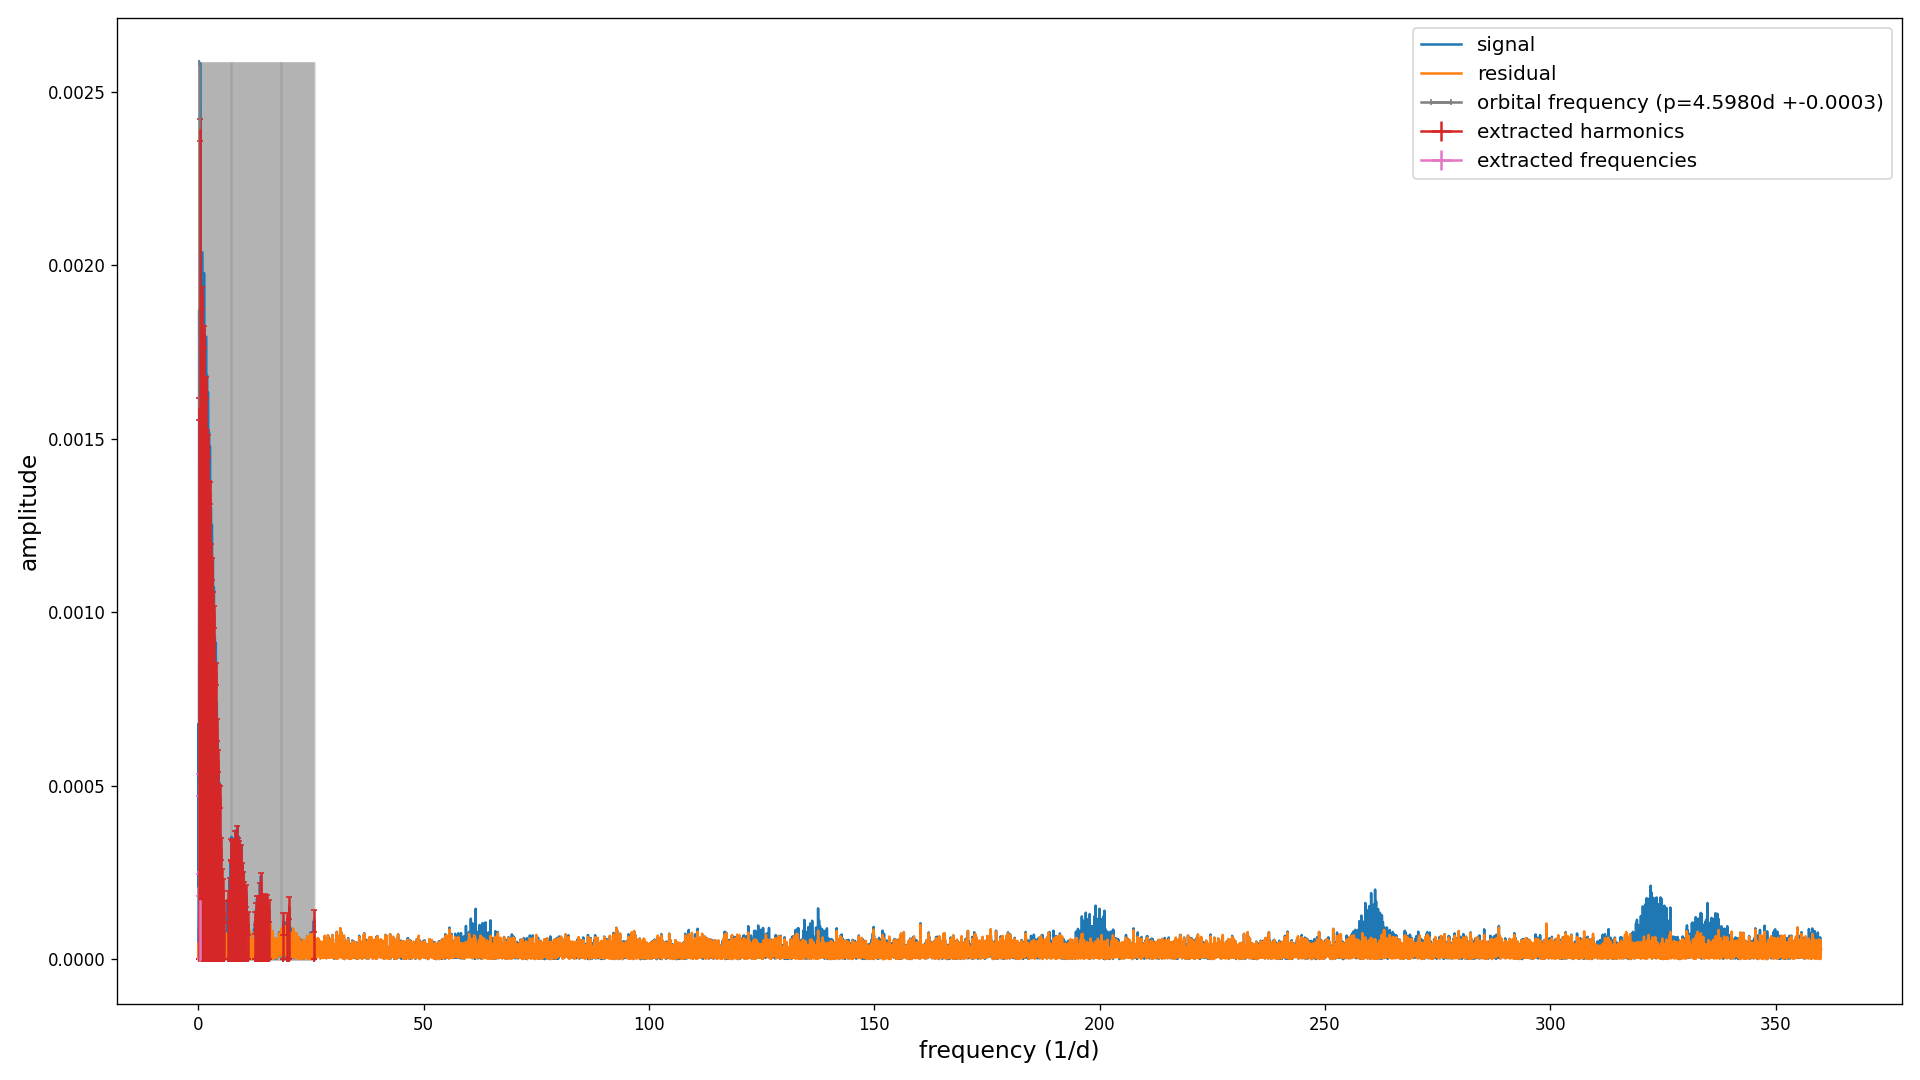 signal
residual
orbital frequency (p=4.5980d +-0.0003)
extracted harmonics
extracted frequencies
amplitude
0.0025
0.0020
0.0015
0.0010
0.0005
0.0000
0 50 100 150 200 250 300 350
frequency (1/d)